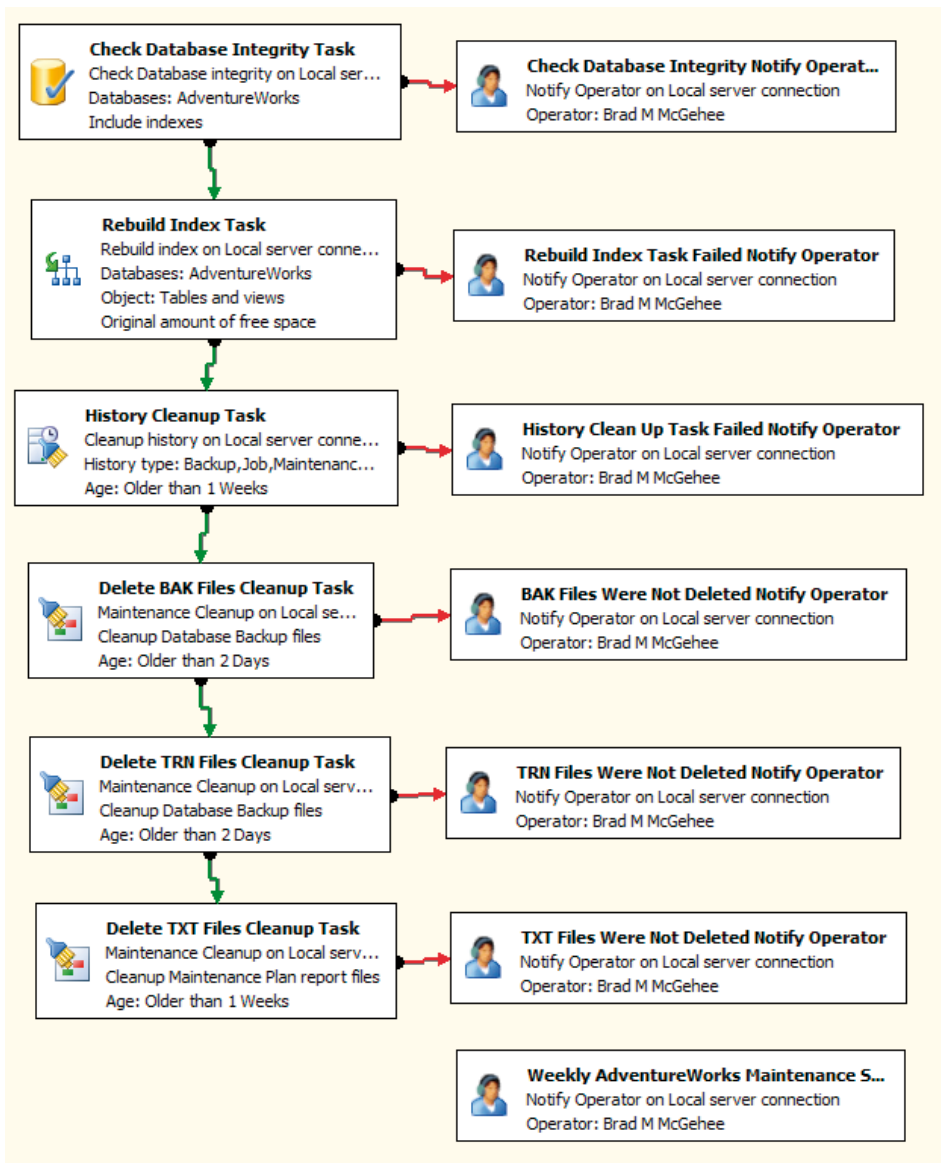 Check Database Integrity Task
Check Database integrity on Local ser...
Databases: AdventureWorks
Include indexes
Check Database Integrity Notify Operat...
Notify Operator on Local server connection
Operator: Brad M McGehee
Rebuild Index Task
Rebuild index on Local server conne...
Databases: AdventureWorks
Object: Tables and views
Original amount of free space
Rebuild Index Task Failed Notify Operator
Notify Operator on Local server connection
Operator: Brad M McGehee
History Cleanup Task
Cleanup history on Local server conne...
History type: Backup,Job,Maintenanc...
Age: Older than 1 Weeks
History Clean Up Task Failed Notify Operator
Notify Operator on Local server connection
Operator: Brad M McGehee
Delete BAK Files Cleanup Task
Maintenance Cleanup on Local se...
Cleanup Database Backup files
Age: Older than 2 Days
BAK Files Were Not Deleted Notify Operator
Notify Operator on Local server connection
Operator: Brad M McGehee
Delete TRN Files Cleanup Task
Maintenance Cleanup on Local serv...
Cleanup Database Backup files
Age: Older than 2 Days
TRN Files Were Not Deleted Notify Operator
Notify Operator on Local server connection
Operator: Brad M McGehee
Delete TXT Files Cleanup Task
Maintenance Cleanup on Local serv...
Cleanup Maintenance Plan report files
Age: Older than 1 Weeks
TXT Files Were Not Deleted Notify Operator
Notify Operator on Local server connection
Operator: Brad M McGehee
Weekly AdventureWorks Maintenance S...
Notify Operator on Local server connection
Operator: Brad M McGehee